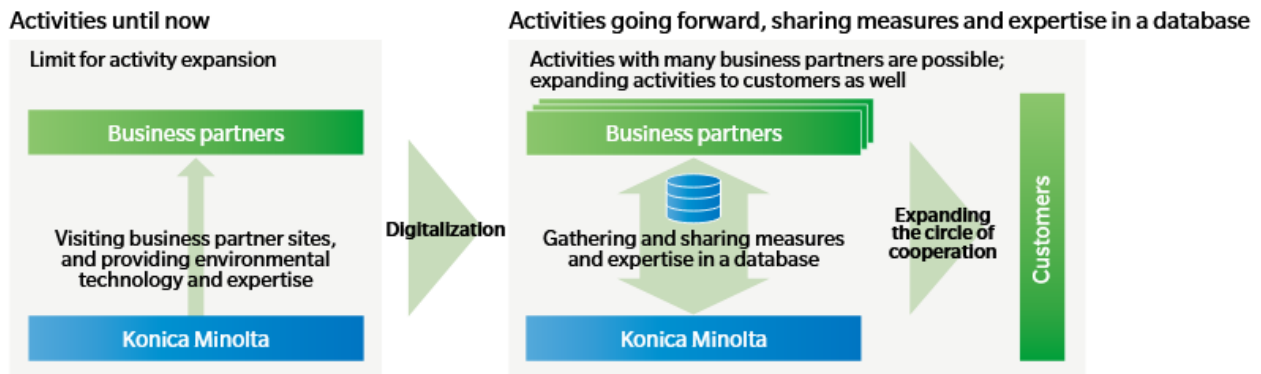 Activities until now
Limit for activity expansion
Business partners
Visiting business partner sites,
and providing environmental
technology and expertise
Konica Minolta
Digitalization
Activities going forward, sharing measures and expertise in a database
Activities with many business partners are possible;
expanding activities to customers as well
Business partners
Gathering and sharing measures
and expertise in a database
Konica Minolta
Expanding
the circle of
cooperation
Customers